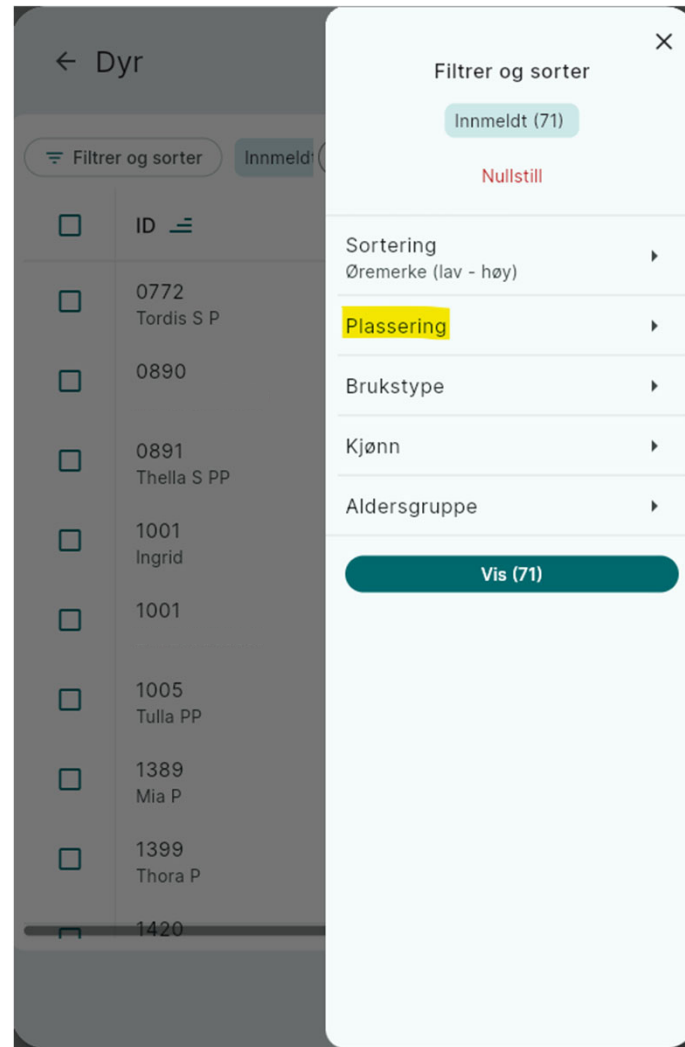 ← Dyr
Filtrer og sorter
Innmeldt
ID
0772
Tordis S P
0890
0891
Thella S PP
1001
Ingrid
1001
1005
Tulla PP
1389
Mia P
1399
Thora P
1420
Filtrer og sorter
Innmeldt (71)
Nullstill
Sortering
Øremerke (lav - høy)
Plassering
Brukstype
Kjønn
Aldersgruppe
Vis (71)